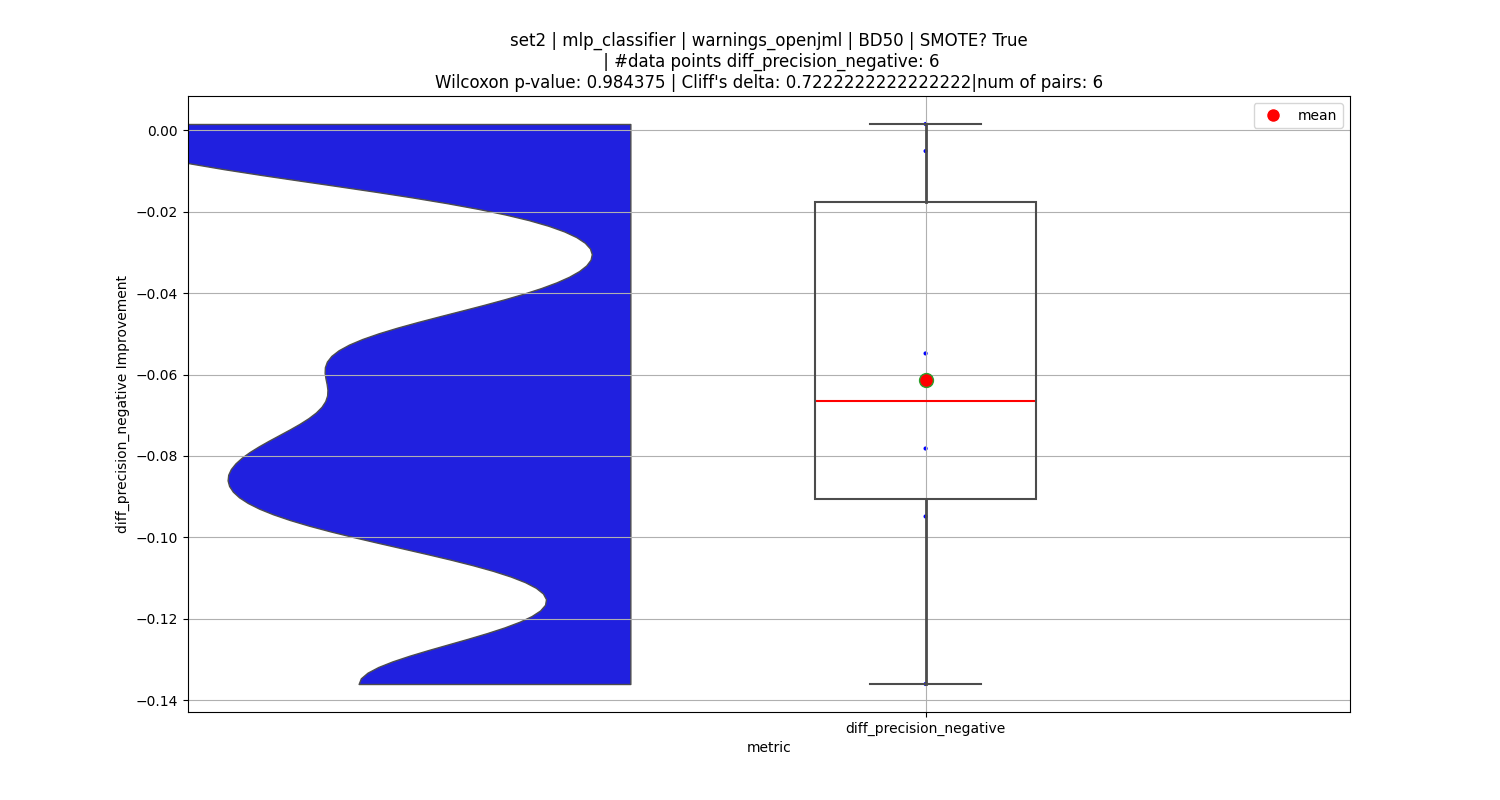 set2 | mlp_classifier | warnings_openjml | BD50 | SMOTE? True
| #data points diff_precision_negative: 6
Wilcoxon p-value: 0.984375 | Cliff's delta: 0.7222222222222222|num of pairs: 6
mean
0.00
−0.02
−0.04
−0.06
−0.08
−0.10
−0.12
−0.14
diff_precision_negative Improvement
diff_precision_negative
metric